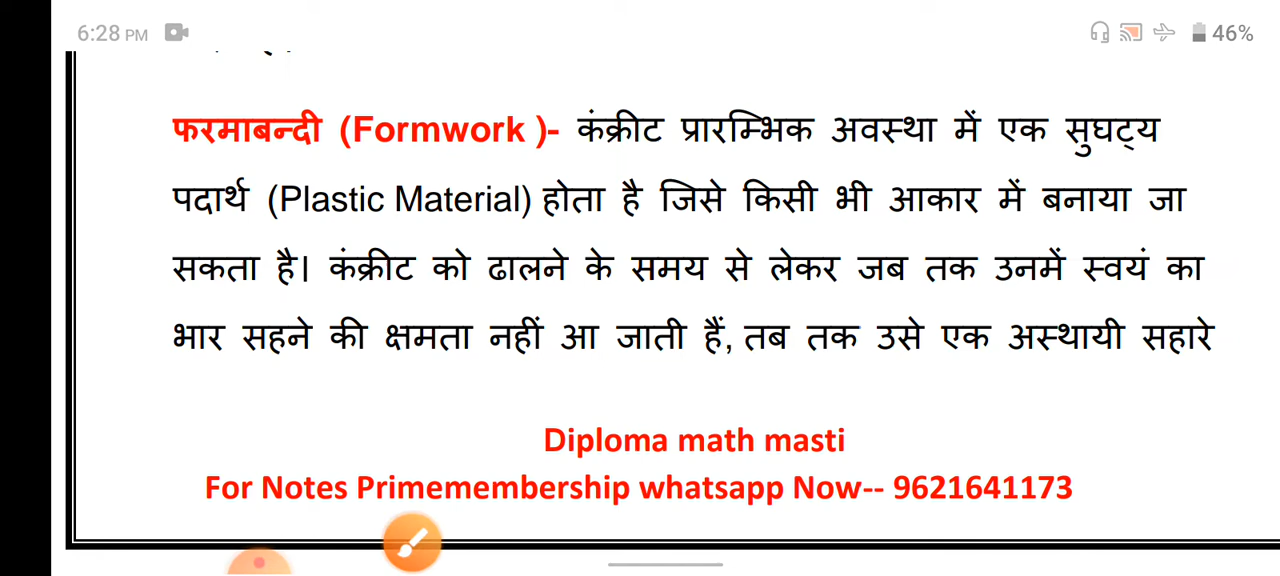 6:28 PM
46%
फरमाबन्दी (Formwork )- कंक्रीट प्रारम्भिक अवस्था में एक सुघट्य
पदार्थ (Plastic Material) होता है जिसे किसी भी आकार में बनाया जा
सकता है। कंक्रीट को ढालने के समय से लेकर जब तक उनमें स्वयं का
भार सहने की क्षमता नहीं आ जाती हैं, तब तक उसे एक अस्थायी सहारे
Diploma math masti
For Notes Primemembership whatsapp Now-- 9621641173